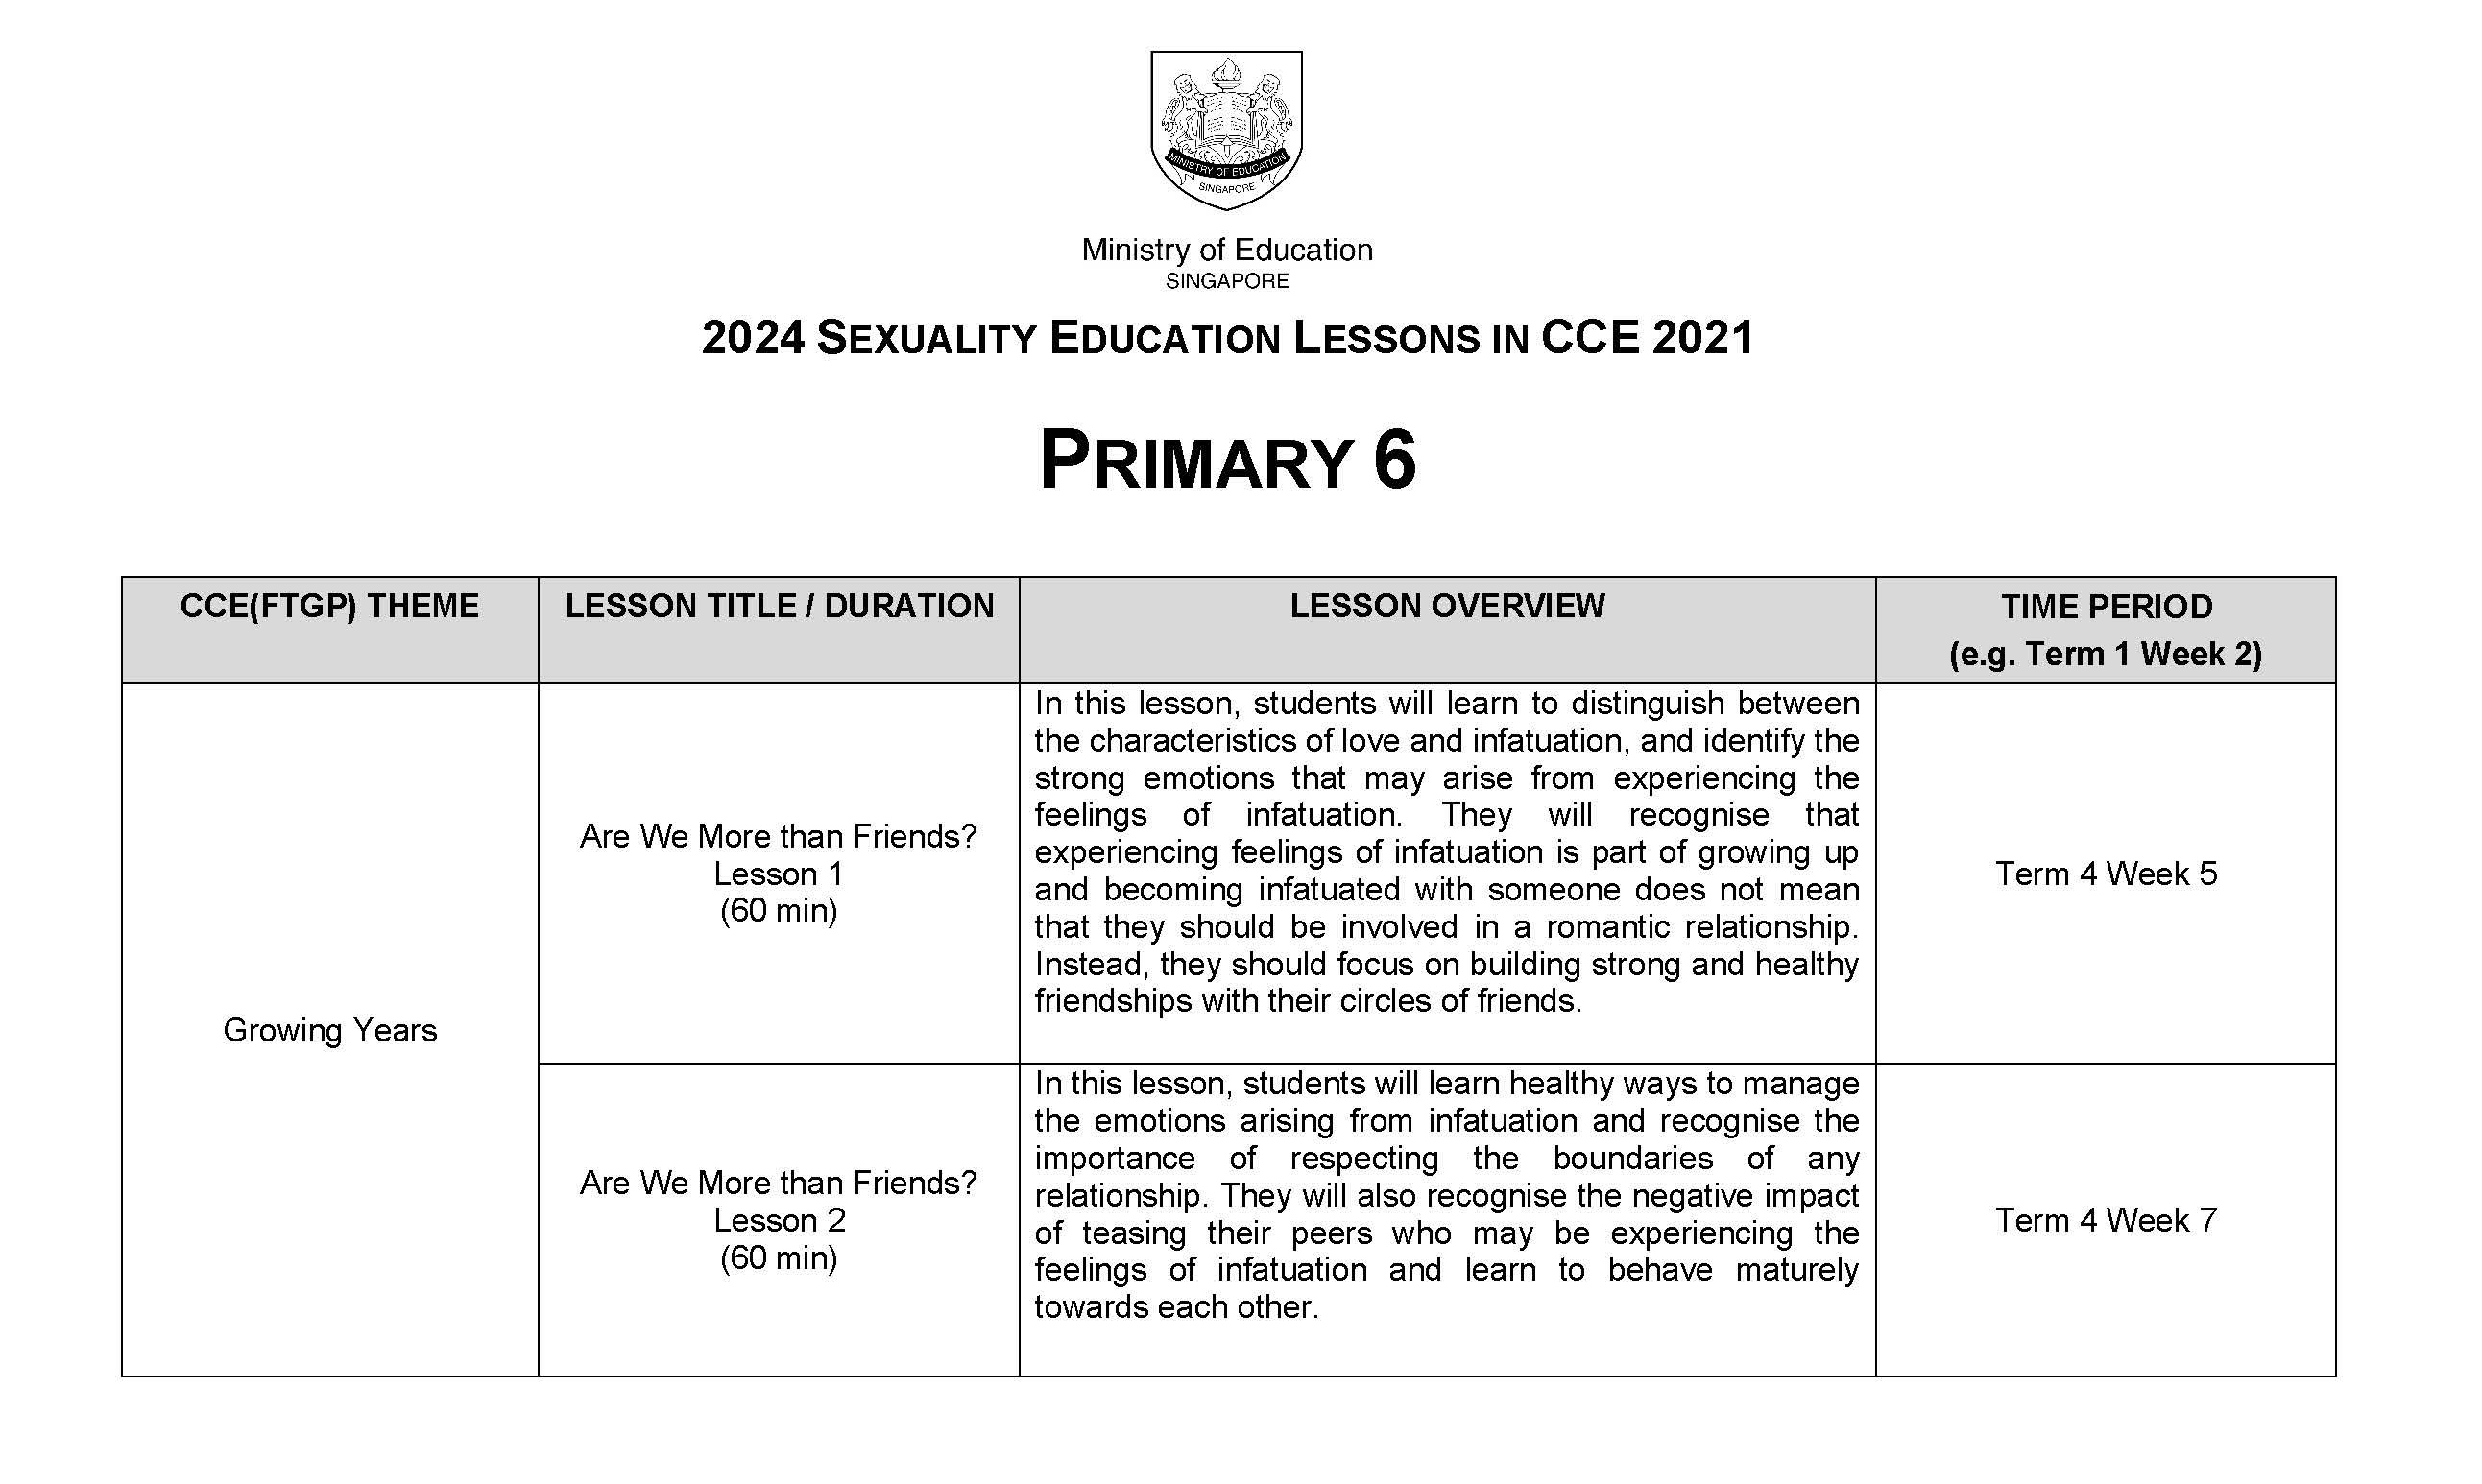 MINISTRY OF EDUCATION
SINGAPORE
Ministry of Education
SINGAPORE
2024 SEXUALITY EDUCATION LESSONS IN CCE 2021
PRIMARY 6
CCE(FTGP) THEME
LESSON TITLE / DURATION
LESSON OVERVIEW
TIME PERIOD
(e.g. Term 1 Week 2)
Growing Years
Are We More than Friends?
Lesson 1
(60 min)
In this lesson, students will learn to distinguish between
the characteristics of love and infatuation, and identify the
strong emotions that may arise from experiencing the
feelings of infatuation. They will recognise that
experiencing feelings of infatuation is part of growing up
and becoming infatuated with someone does not mean
that they should be involved in a romantic relationship.
Instead, they should focus on building strong and healthy
friendships with their circles of friends.
Term 4 Week 5
Are We More than Friends?
Lesson 2
(60 min)
In this lesson, students will learn healthy ways to manage
the emotions arising from infatuation and recognise the
importance of respecting the boundaries of any
relationship. They will also recognise the negative impact
of teasing their peers who may be experiencing the
feelings of infatuation and learn to behave maturely
towards each other.
Term 4 Week 7